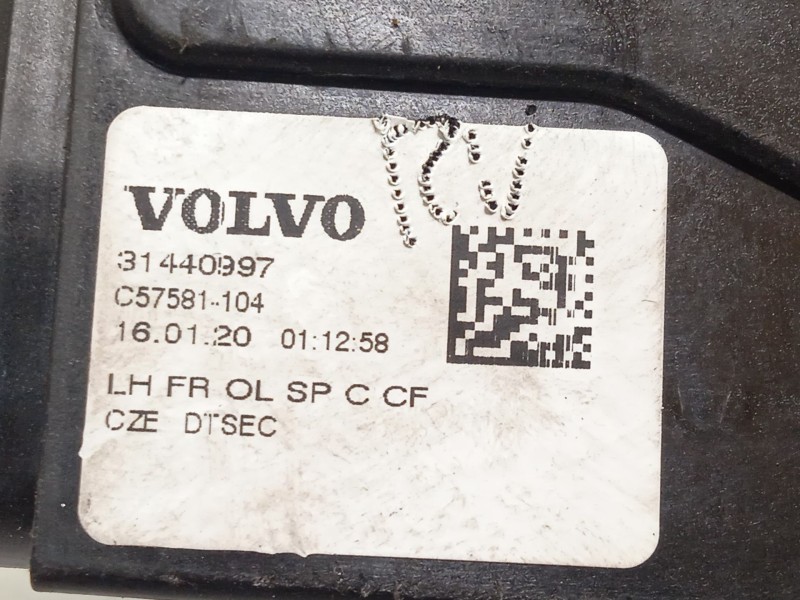 VOLVO
31440997
C57581-104
16.01.20 01:12:58
LH FR OL SP C CF
CZE DTSEC